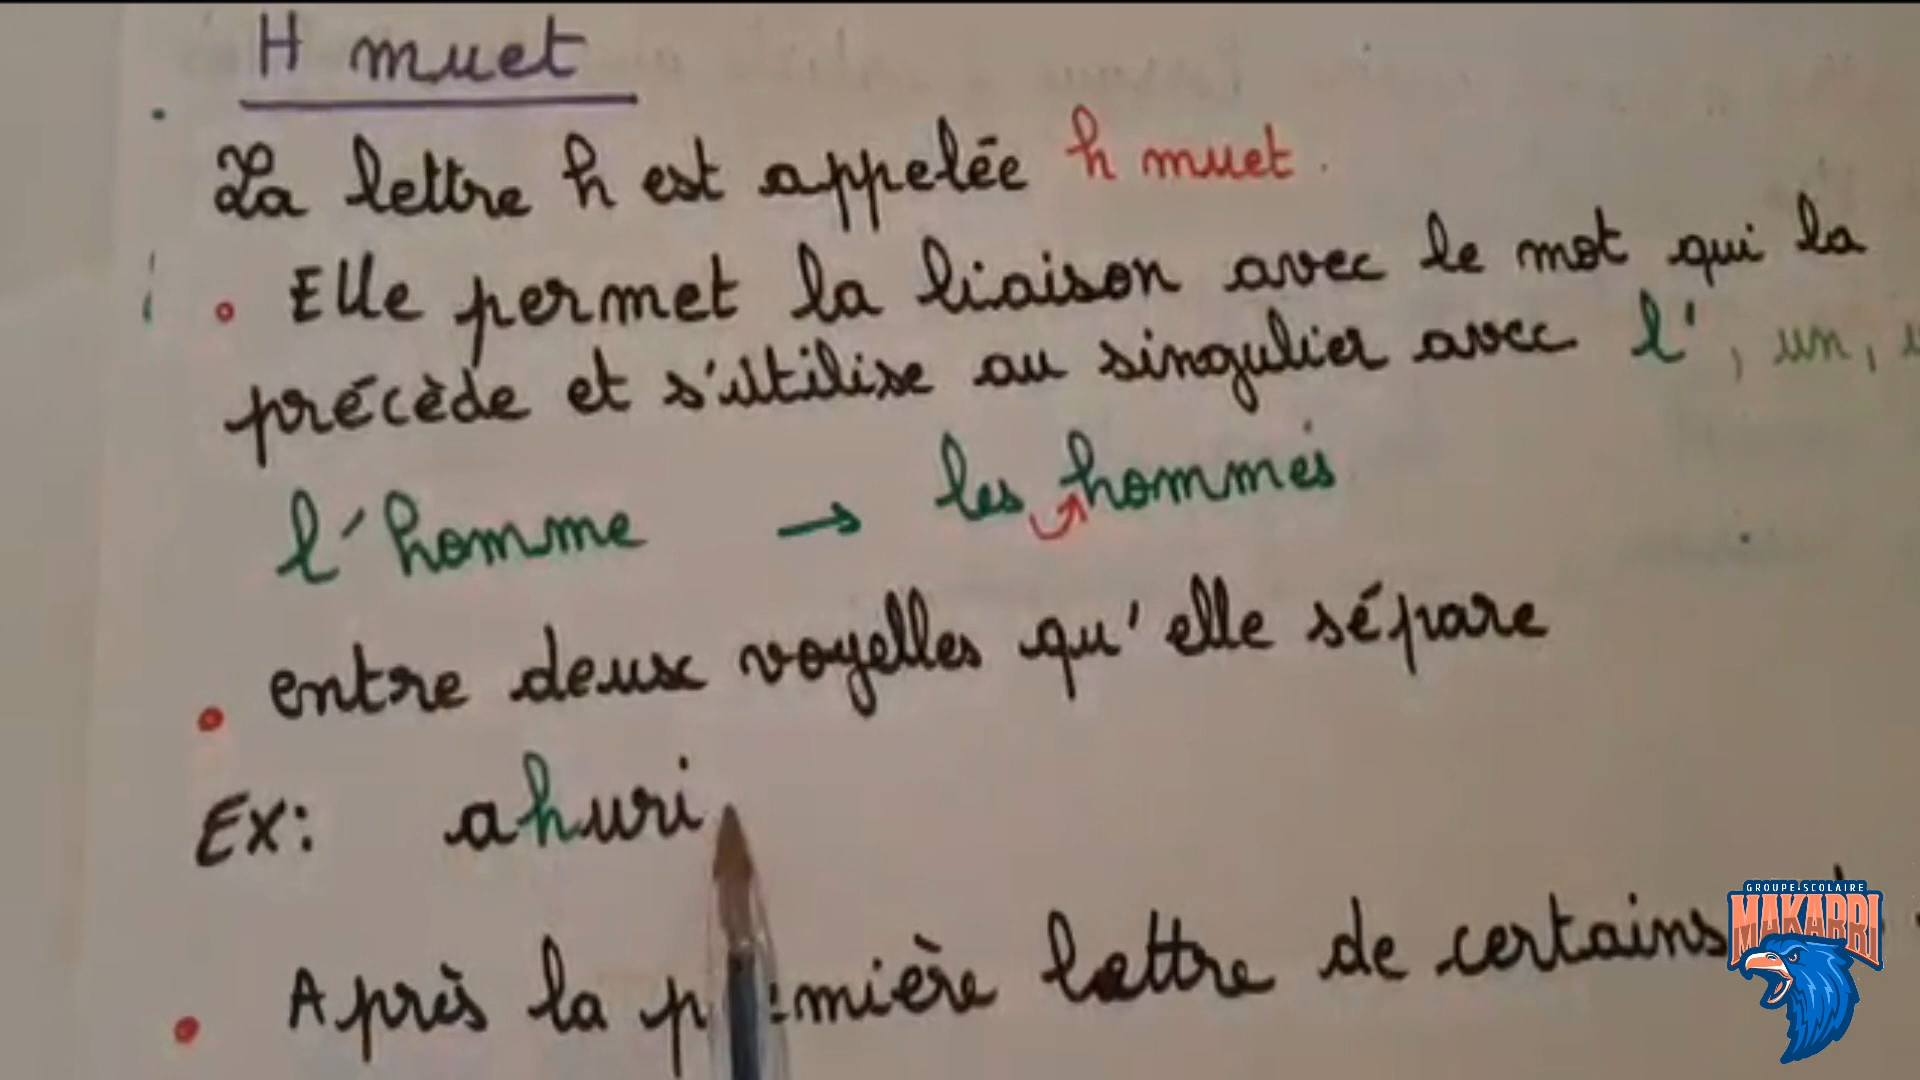 H muet
La lettre h est appelée h muet.
• Elle permet la liaison avec le mot qui la
précède et s'utilise au singulier avec l', un,
l'homme → les hommes
• entre deux voyelles qu'elle sépare
Ex: ahuri
• Après la première lettre de certains
GROUPE SCOLAIRE
MAKARRI